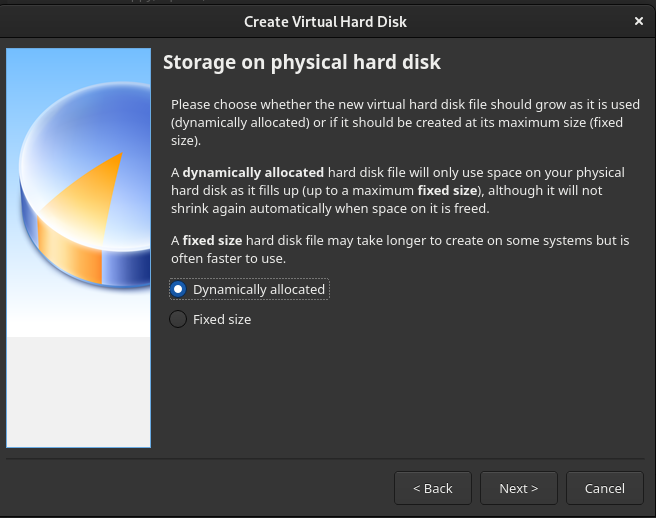 Create Virtual Hard Disk
Storage on physical hard disk
Please choose whether the new virtual hard disk file should grow as it is used
(dynamically allocated) or if it should be created at its maximum size (fixed
size).
A dynamically allocated hard disk file will only use space on your physical
hard disk as it fills up (up to a maximum fixed size), although it will not
shrink again automatically when space on it is freed.
A fixed size hard disk file may take longer to create on some systems but is
often faster to use.
Dynamically allocated
Fixed size
< Back
Next >
Cancel